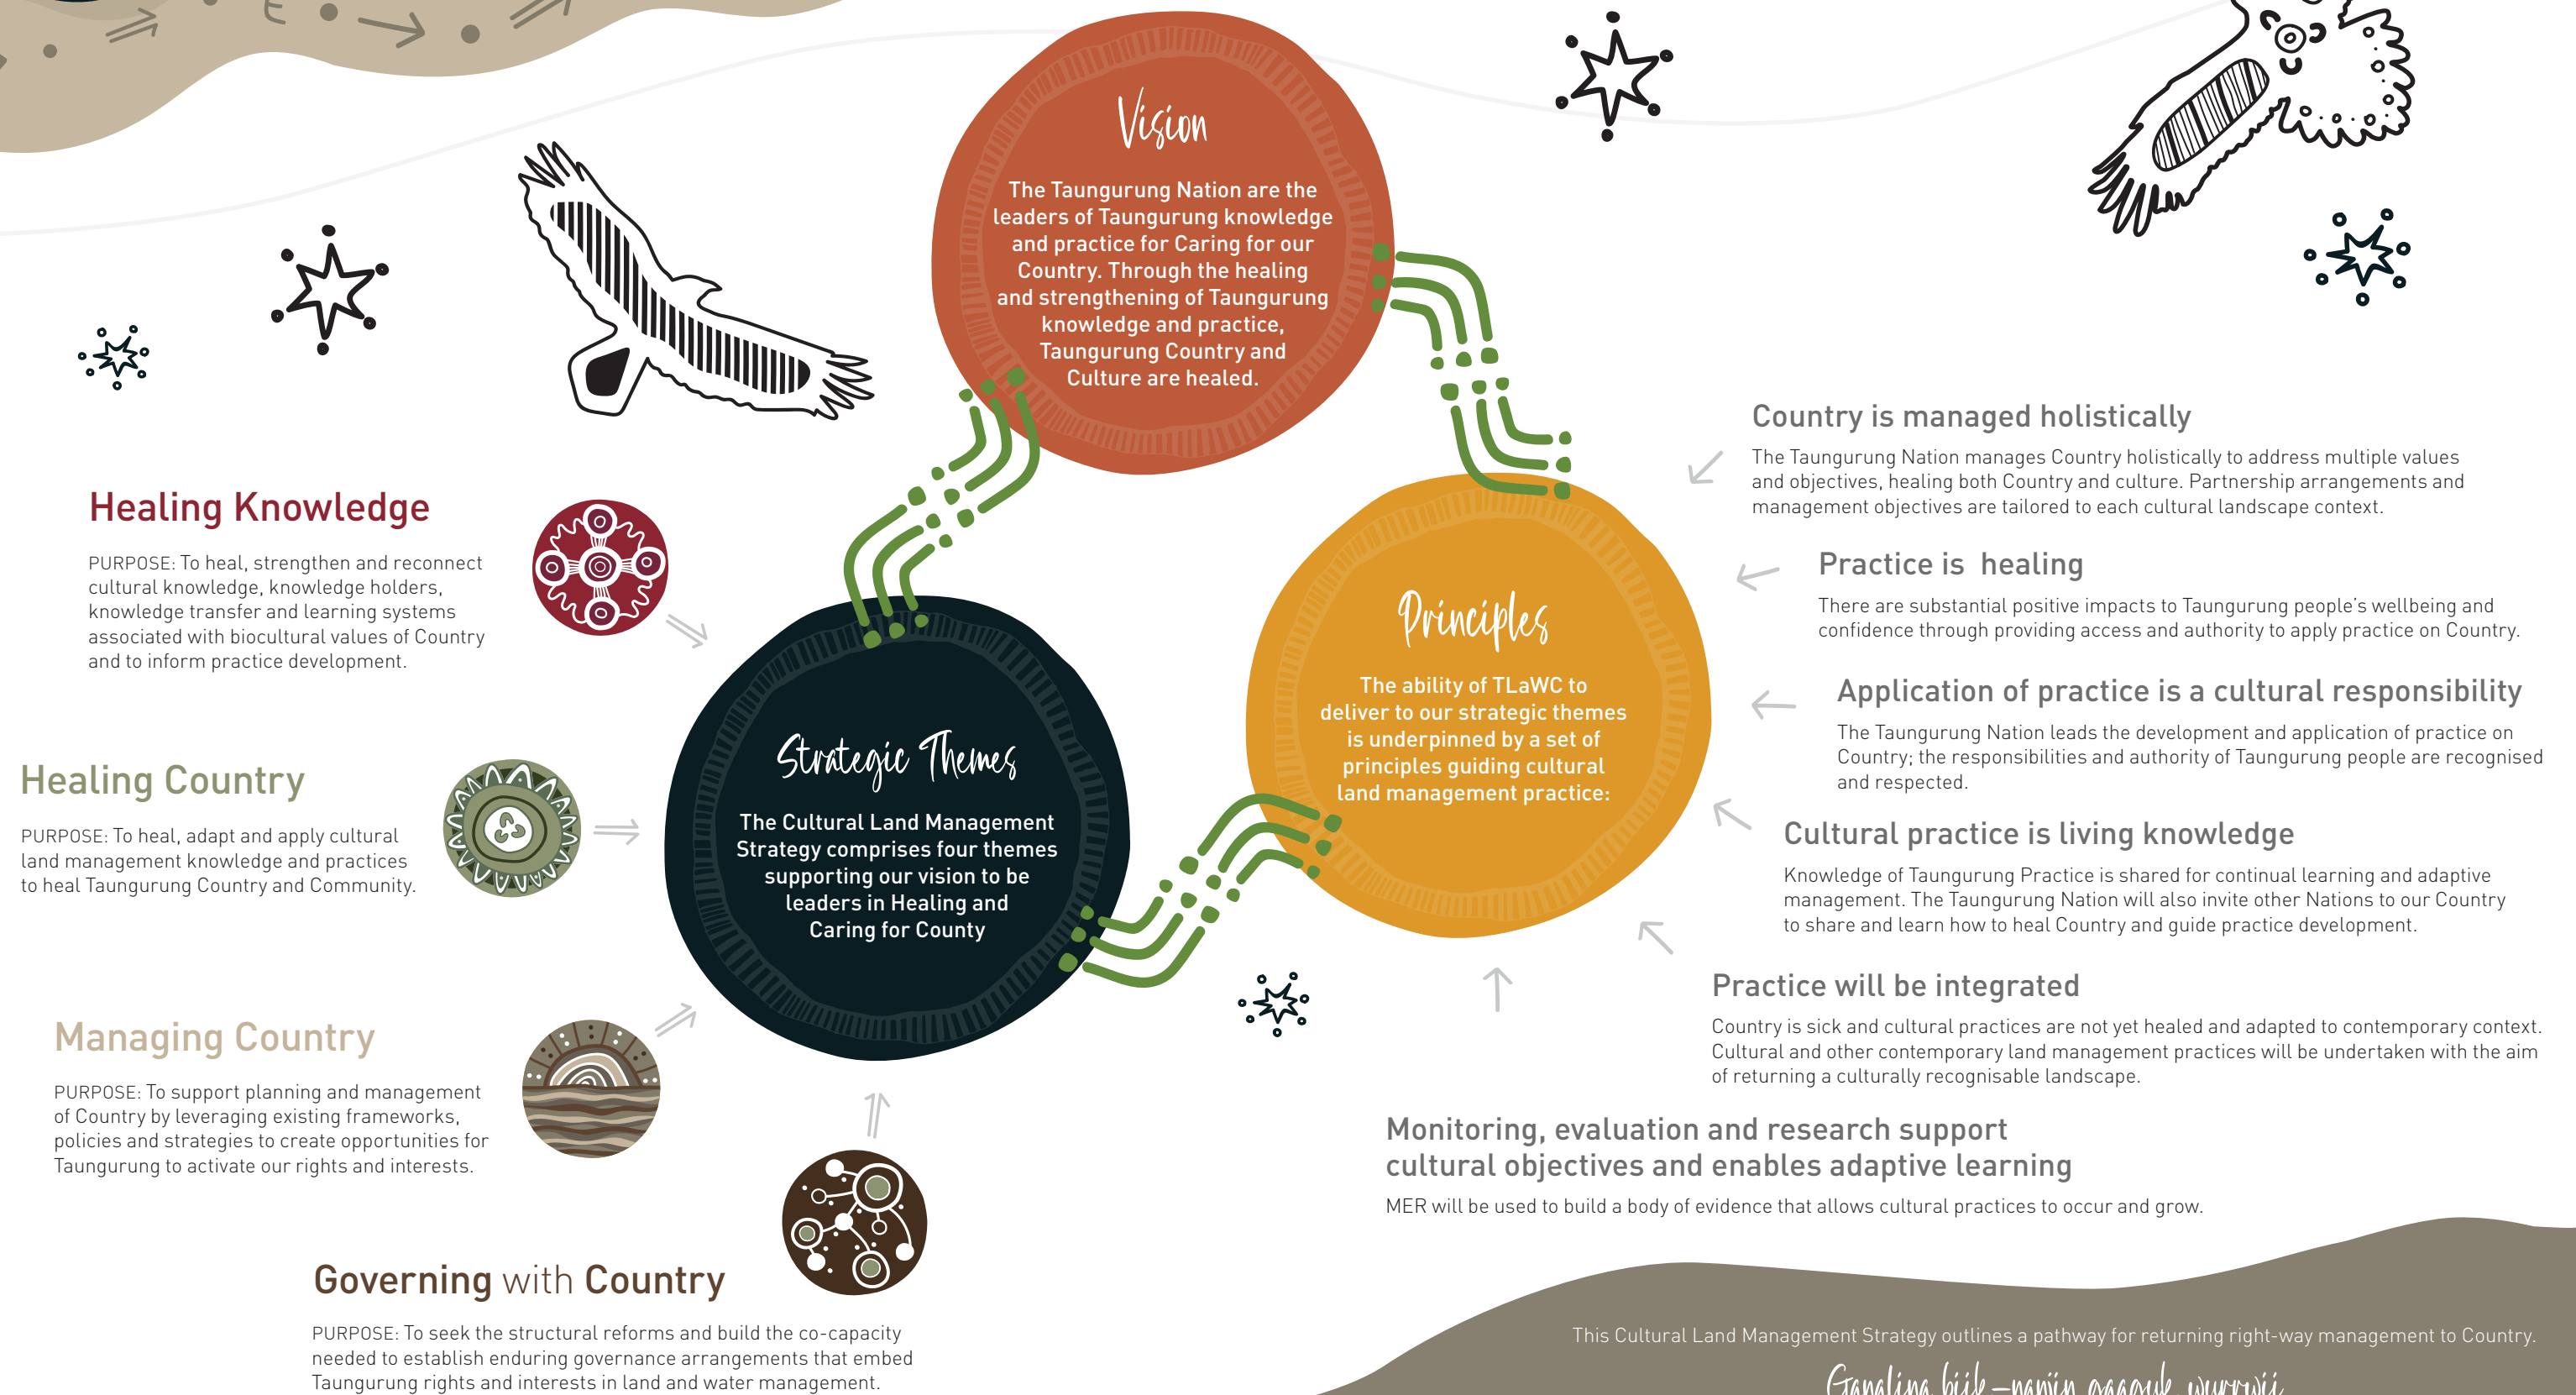 Vision
The Taungurung Nation are the
leaders of Taungurung knowledge
and practice for Caring for our
Country. Through the healing
and strengthening of Taungurung
knowledge and practice,
Taungurung Country and
Culture are healed.
Healing Knowledge
PURPOSE: To heal, strengthen and reconnect
cultural knowledge, knowledge holders,
knowledge transfer and learning systems
associated with biocultural values of Country
and to inform practice development.
Healing Country
PURPOSE: To heal, adapt and apply cultural
land management knowledge and practices
to heal Taungurung Country and Community.
Managing Country
PURPOSE: To support planning and management
of Country by leveraging existing frameworks,
policies and strategies to create opportunities for
Taungurung to activate our rights and interests.
Governing with Country
PURPOSE: To seek the structural reforms and build the co-capacity
needed to establish enduring governance arrangements that embed
Taungurung rights and interests in land and water management.
Strategic Themes
The Cultural Land Management
Strategy comprises four themes
supporting our vision to be
leaders in Healing and
Caring for County
Principles
The ability of TLaWC to
deliver to our strategic themes
is underpinned by a set of
principles guiding cultural
land management practice:
Country is managed holistically
The Taungurung Nation manages Country holistically to address multiple values
and objectives, healing both Country and culture. Partnership arrangements and
management objectives are tailored to each cultural landscape context.
Practice is healing
There are substantial positive impacts to Taungurung people's wellbeing and
confidence through providing access and authority to apply practice on Country.
Application of practice is a cultural responsibility
The Taungurung Nation leads the development and application of practice on
Country; the responsibilities and authority of Taungurung people are recognised
and respected.
Cultural practice is living knowledge
Knowledge of Taungurung Practice is shared for continual learning and adaptive
management. The Taungurung Nation will also invite other Nations to our Country
to share and learn how to heal Country and guide practice development.
Practice will be integrated
Country is sick and cultural practices are not yet healed and adapted to contemporary context.
Cultural and other contemporary land management practices will be undertaken with the aim
of returning a culturally recognisable landscape.
Monitoring, evaluation and research support
cultural objectives and enables adaptive learning
MER will be used to build a body of evidence that allows cultural practices to occur and grow.
This Cultural Land Management Strategy outlines a pathway for returning right-way management to Country.
biik